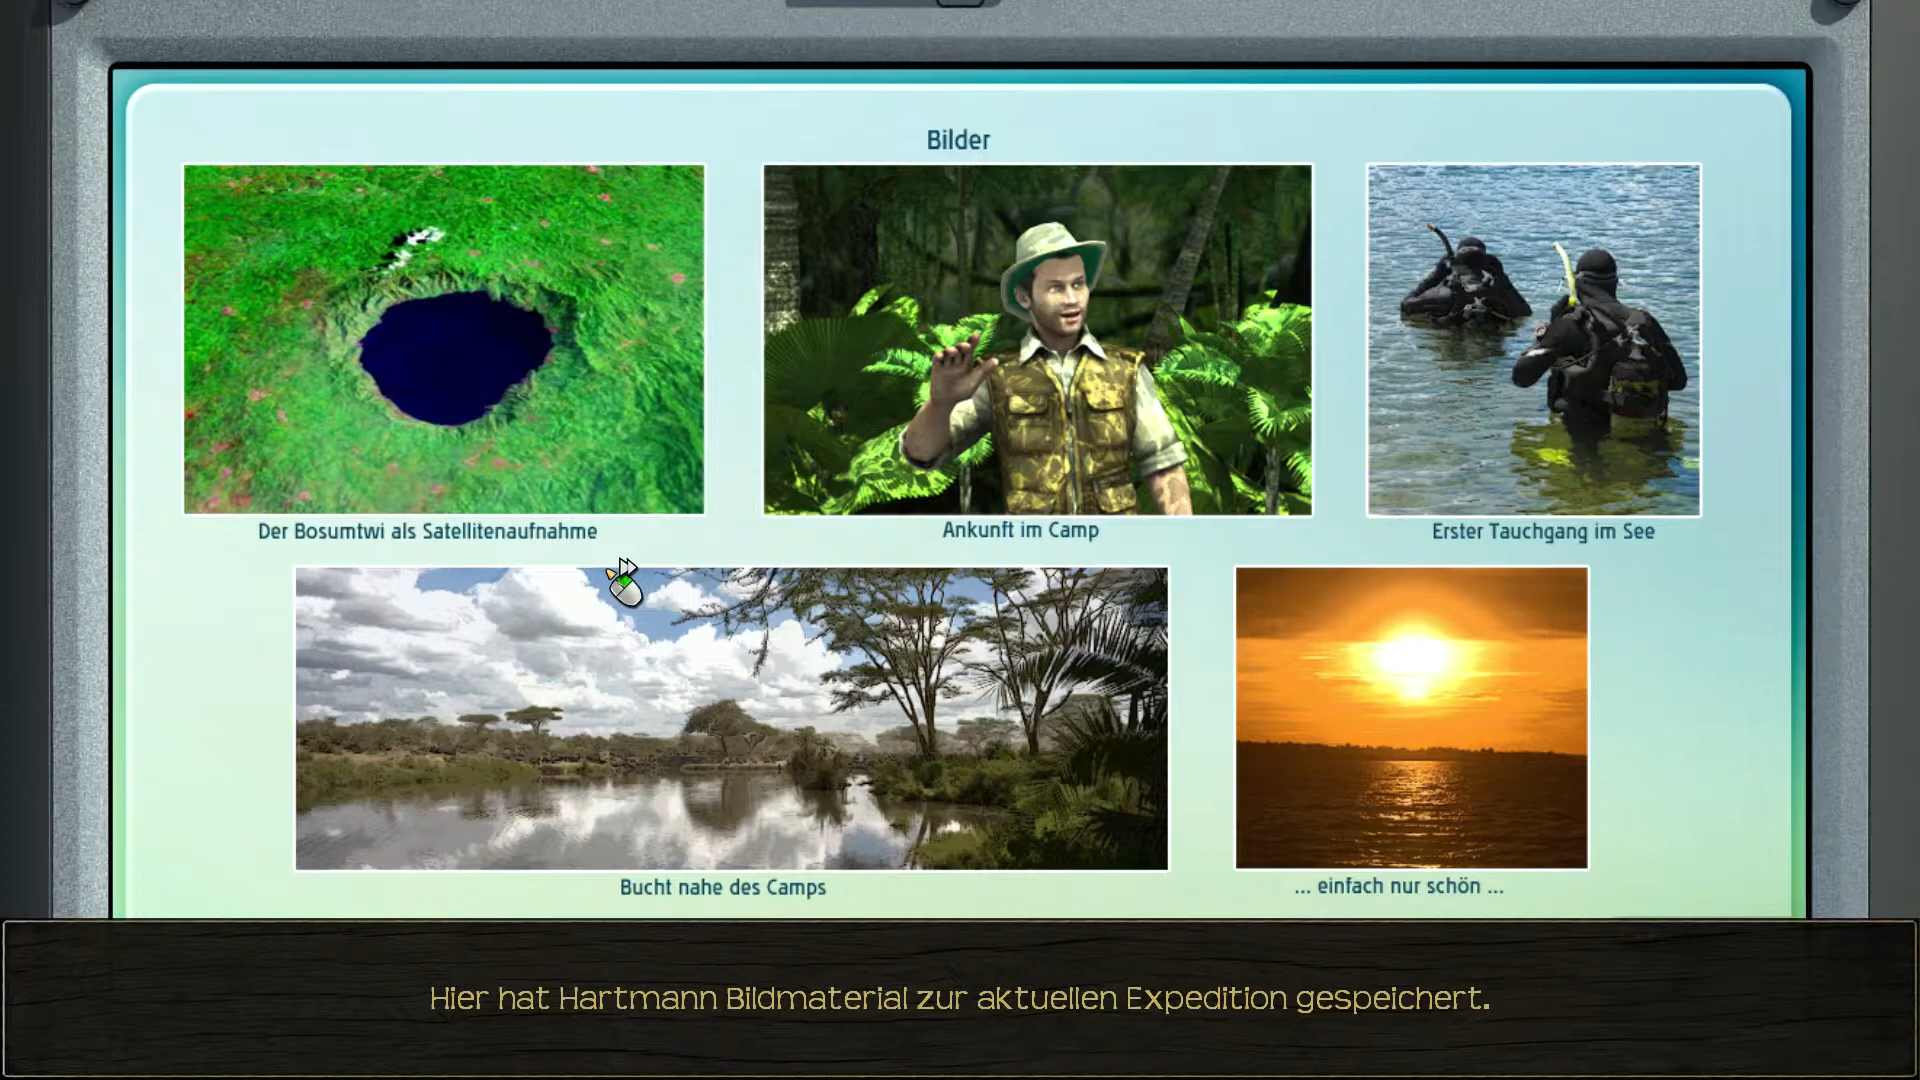 Bilder
Der Bosumtwi als Satellitenaufnahme
Ankunft im Camp
Erster Tauchgang im See
Bucht nahe des Camps
... einfach nur schön ...
Hier hat Hartmann Bildmaterial zur aktuellen Expedition gespeichert.